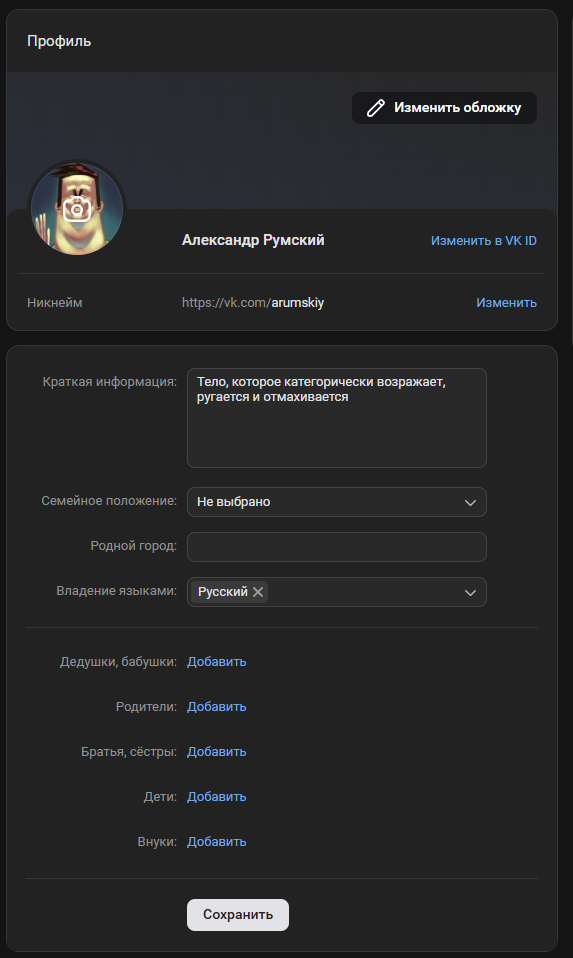 Профиль
Изменить обложку
Александр Румский
Изменить в VK ID
Никнейм
https://vk.com/arumskiy
Изменить
Краткая информация:
Тело, которое категорически возражает,
ругается и отмахивается
Семейное положение:
Не выбрано
Родной город:
Владение языками:
Русский
Дедушки, бабушки:
Добавить
Родители:
Добавить
Братья, сёстры:
Добавить
Дети:
Добавить
Внуки:
Добавить
Сохранить